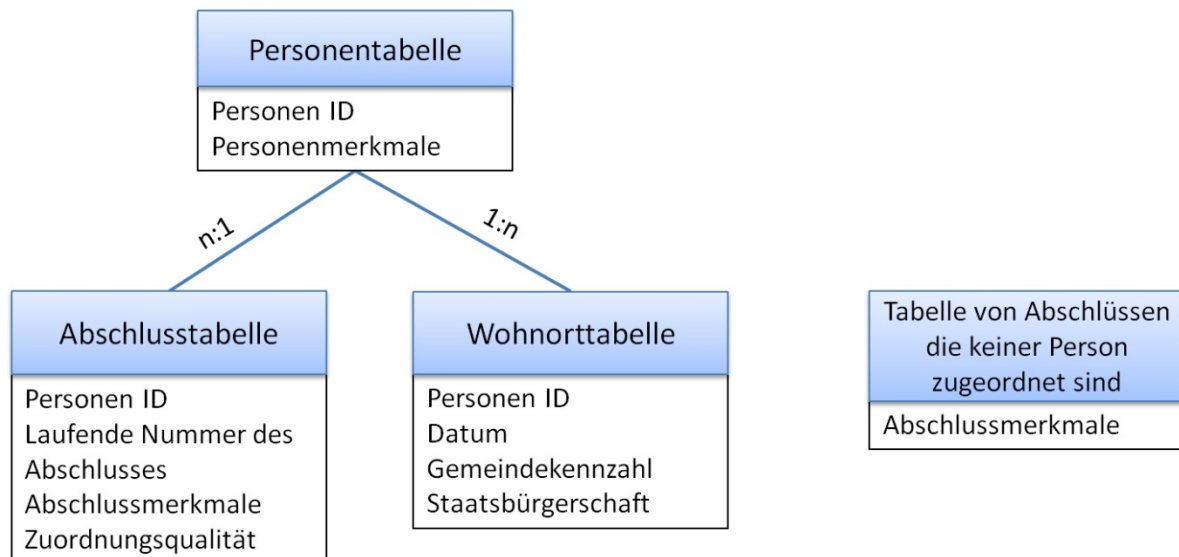 Personentabelle
Personen ID
Personenmerkmale
n:1
1:n
Abschlusstabelle
Personen ID
Laufende Nummer des
Abschlusses
Abschlussmerkmale
Zuordnungsqualität
Wohnorttabelle
Personen ID
Datum
Gemeindekennzahl
Staatsbürgerschaft
Tabelle von Abschlüssen
die keiner Person
zugeordnet sind
Abschlussmerkmale